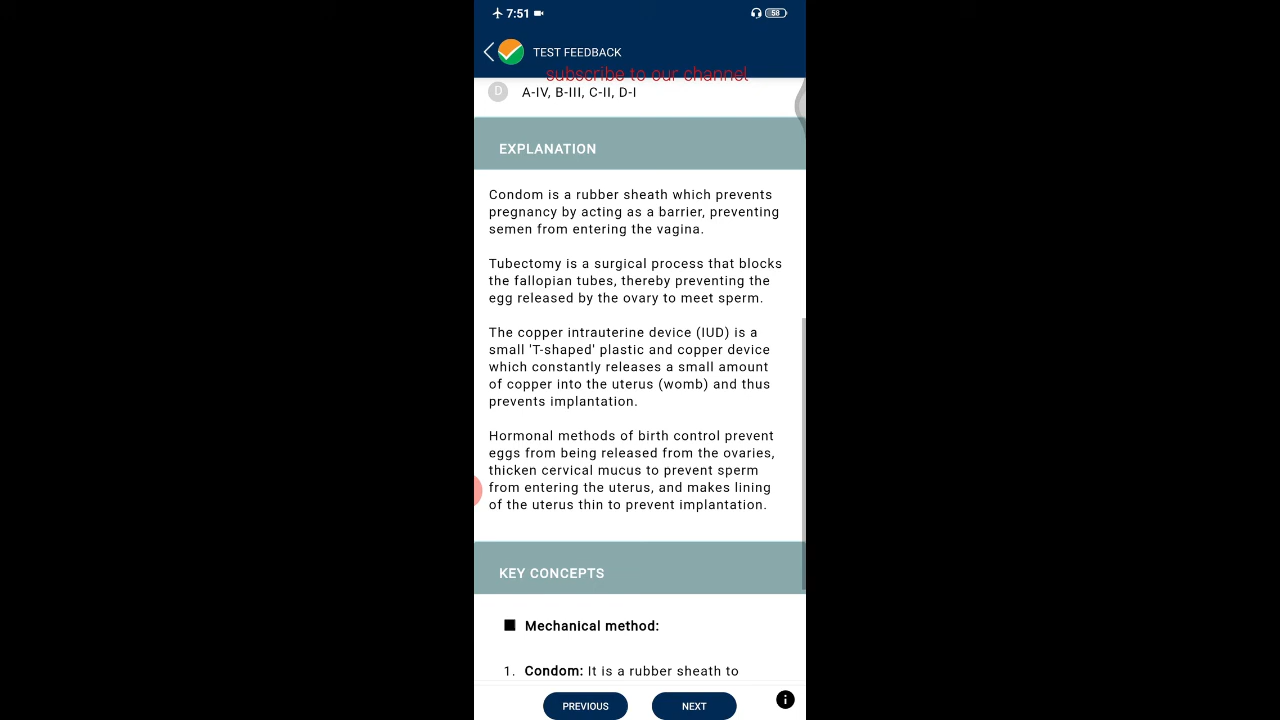 7:51
58
TEST FEEDBACK
subscribe to our channel
D A-IV, B-III, C-II, D-I
EXPLANATION
Condom is a rubber sheath which prevents
pregnancy by acting as a barrier, preventing
semen from entering the vagina.
Tubectomy is a surgical process that blocks
the fallopian tubes, thereby preventing the
egg released by the ovary to meet sperm.
The copper intrauterine device (IUD) is a
small 'T-shaped' plastic and copper device
which constantly releases a small amount
of copper into the uterus (womb) and thus
prevents implantation.
Hormonal methods of birth control prevent
eggs from being released from the ovaries,
thicken cervical mucus to prevent sperm
from entering the uterus, and makes lining
of the uterus thin to prevent implantation.
KEY CONCEPTS
■ Mechanical method:
1. Condom: It is a rubber sheath to
PREVIOUS NEXT i